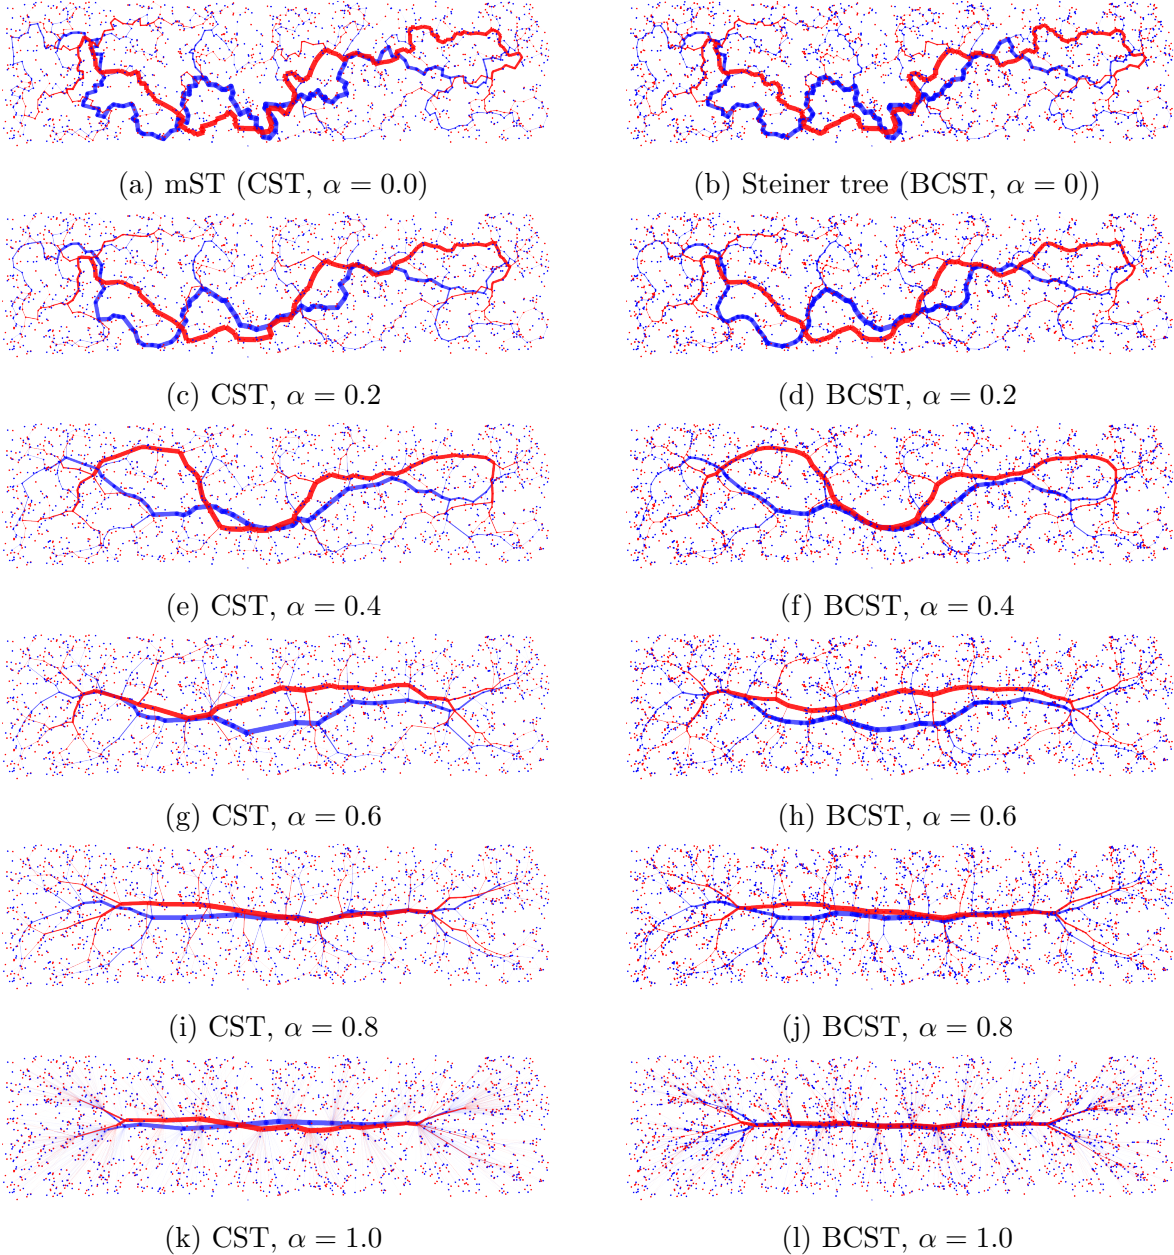 (a) mST (CST, α = 0.0)
(b) Steiner tree (BCST, α = 0))
(c) CST, α = 0.2
(d) BCST, α = 0.2
(e) CST, α = 0.4
(f) BCST, α = 0.4
(g) CST, α = 0.6
(h) BCST, α = 0.6
(i) CST, α = 0.8
(j) BCST, α = 0.8
(k) CST, α = 1.0
(l) BCST, α = 1.0